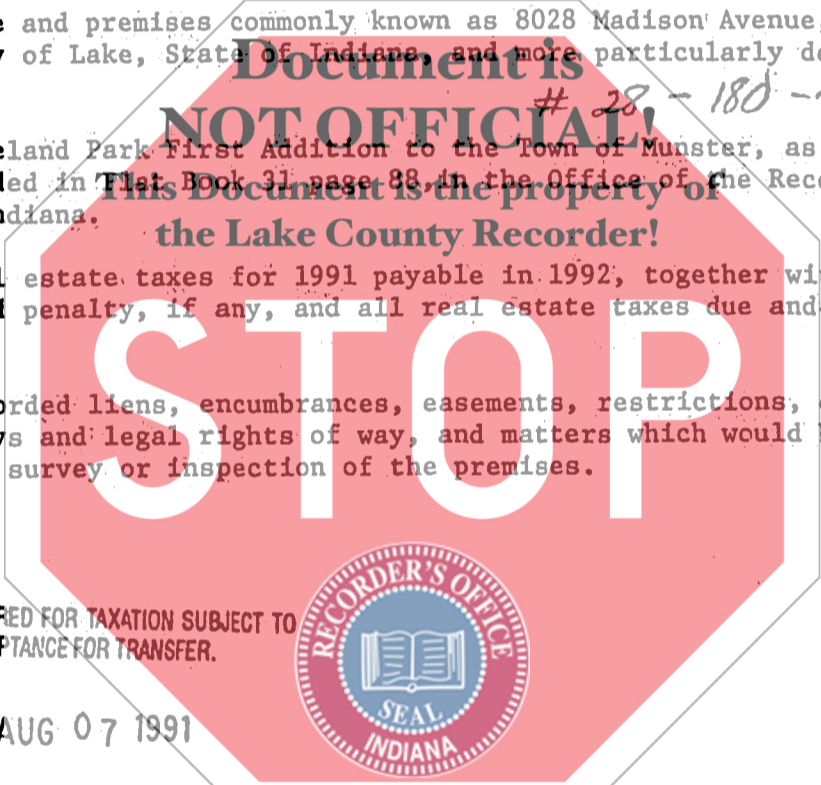 and premises commonly known as 8028 Madison Avenue,
of Lake, State of Indiana, and more particularly
Document is
# 28 - 180 -
NOT OFFICIAL!
eland Park First Addition to the Town of Munster, as
ed in Plat Book 31 page 88, in the Office of the Rec
This Document is the property of
ndiana.
the Lake County Recorder!
estate taxes for 1991 payable in 1992, together wi
penalty, if any, and all real estate taxes due and
STOP
orded liens, encumbrances, easements, restrictions,
s and legal rights of way, and matters which would
survey or inspection of the premises.
RECORDER'S OFFICE
SEAL
INDIANA
RED FOR TAXATION SUBJECT TO
PTANCE FOR TRANSFER.
AUG 07 1991